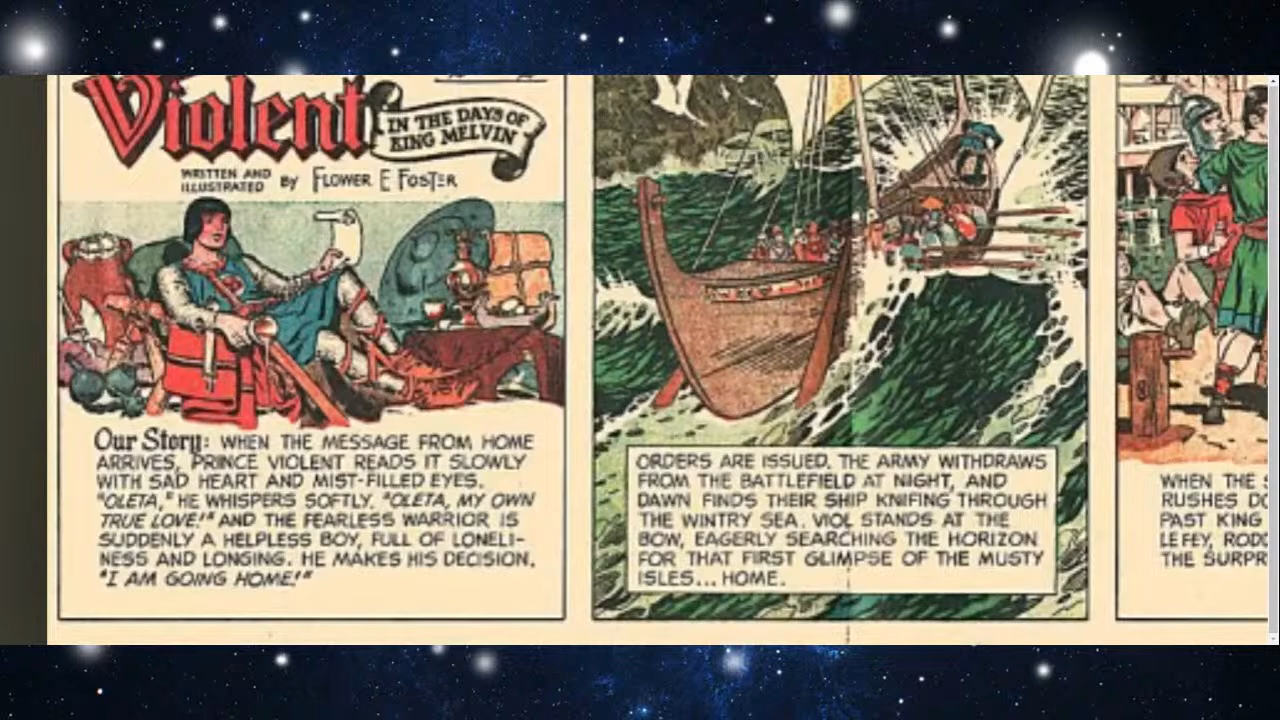 Violent
IN THE DAYS OF
KING MELVIN
WRITTEN AND
ILLUSTRATED BY FLOWER E FOSTER
Our Story: WHEN THE MESSAGE FROM HOME
ARRIVES, PRINCE VIOLENT READS IT SLOWLY
WITH SAD HEART AND MIST-FILLED EYES.
"OLETA," HE WHISPERS SOFTLY. "OLETA, MY OWN
TRUE LOVE!" AND THE FEARLESS WARRIOR IS
SUDDENLY A HELPLESS BOY, FULL OF LONELI-
NESS AND LONGING. HE MAKES HIS DECISION.
"I AM GOING HOME!"
ORDERS ARE ISSUED. THE ARMY WITHDRAWS
FROM THE BATTLEFIELD AT NIGHT, AND
DAWN FINDS THEIR SHIP KNIFING THROUGH
THE WINTRY SEA. VIOL STANDS AT THE
BOW, EAGERLY SEARCHING THE HORIZON
FOR THAT FIRST GLIMPSE OF THE MUSTY
ISLES... HOME.
WHEN THE
RUSHES
PAST KING
LE FEY,
THE